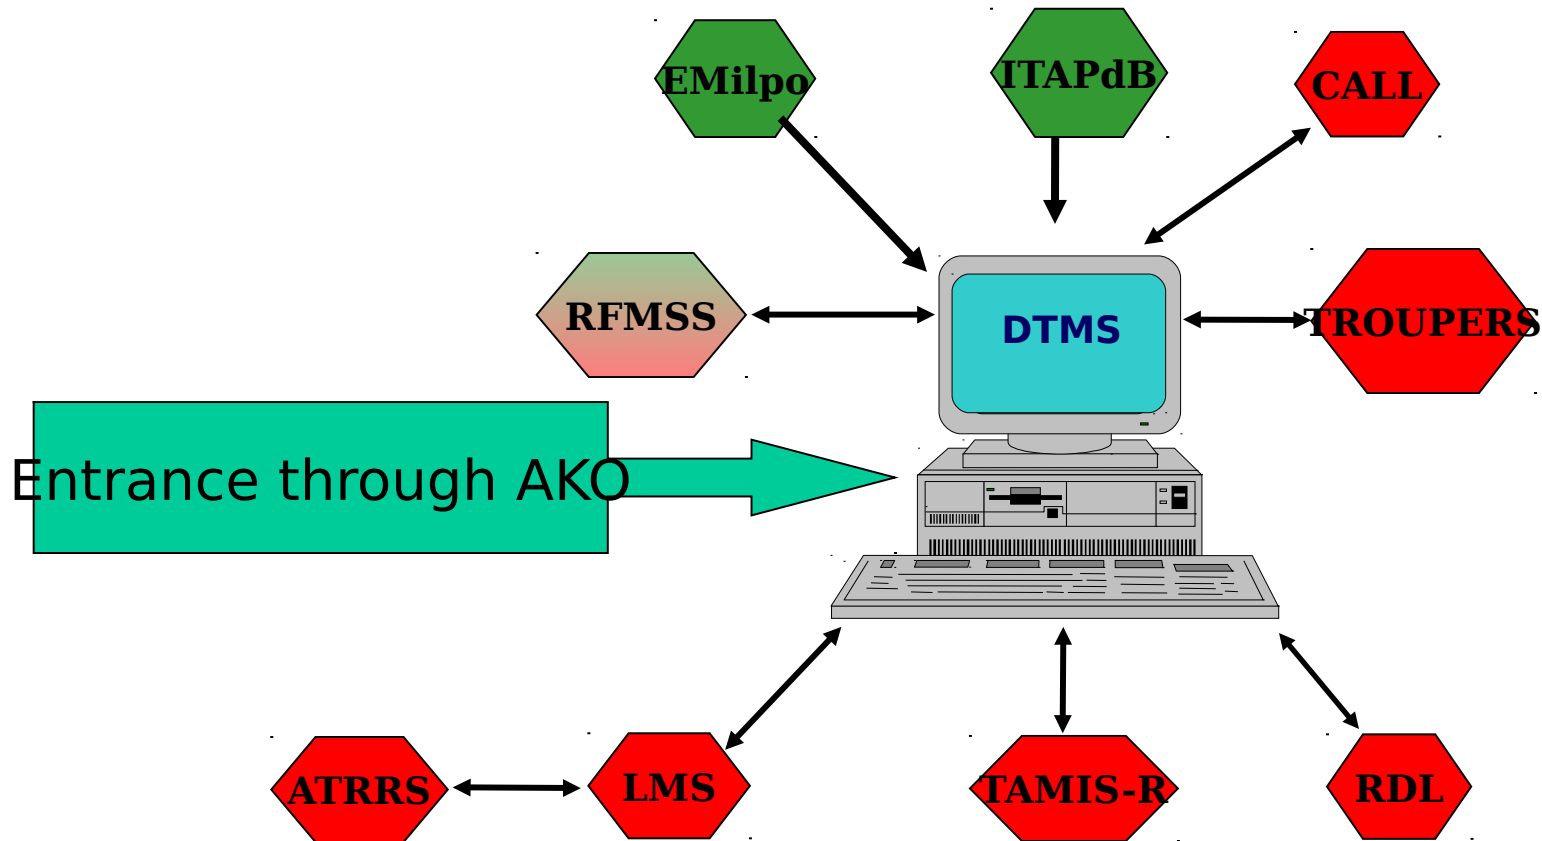 EMilpo
ITAPdB
CALL
RFMSS
DTMS
TROUPERS
Entrance through AKO
ATRRS
LMS
TAMIS-R
RDL